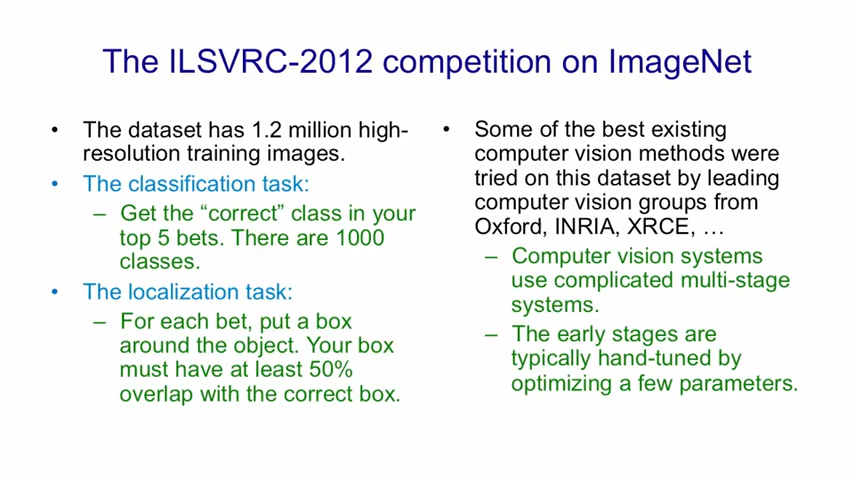 The ILSVRC-2012 competition on ImageNet
• The dataset has 1.2 million high-
resolution training images.
• The classification task:
– Get the “correct” class in your
top 5 bets. There are 1000
classes.
• The localization task:
– For each bet, put a box
around the object. Your box
must have at least 50%
overlap with the correct box.
• Some of the best existing
computer vision methods were
tried on this dataset by leading
computer vision groups from
Oxford, INRIA, XRCE, …
– Computer vision systems
use complicated multi-stage
systems.
– The early stages are
typically hand-tuned by
optimizing a few parameters.